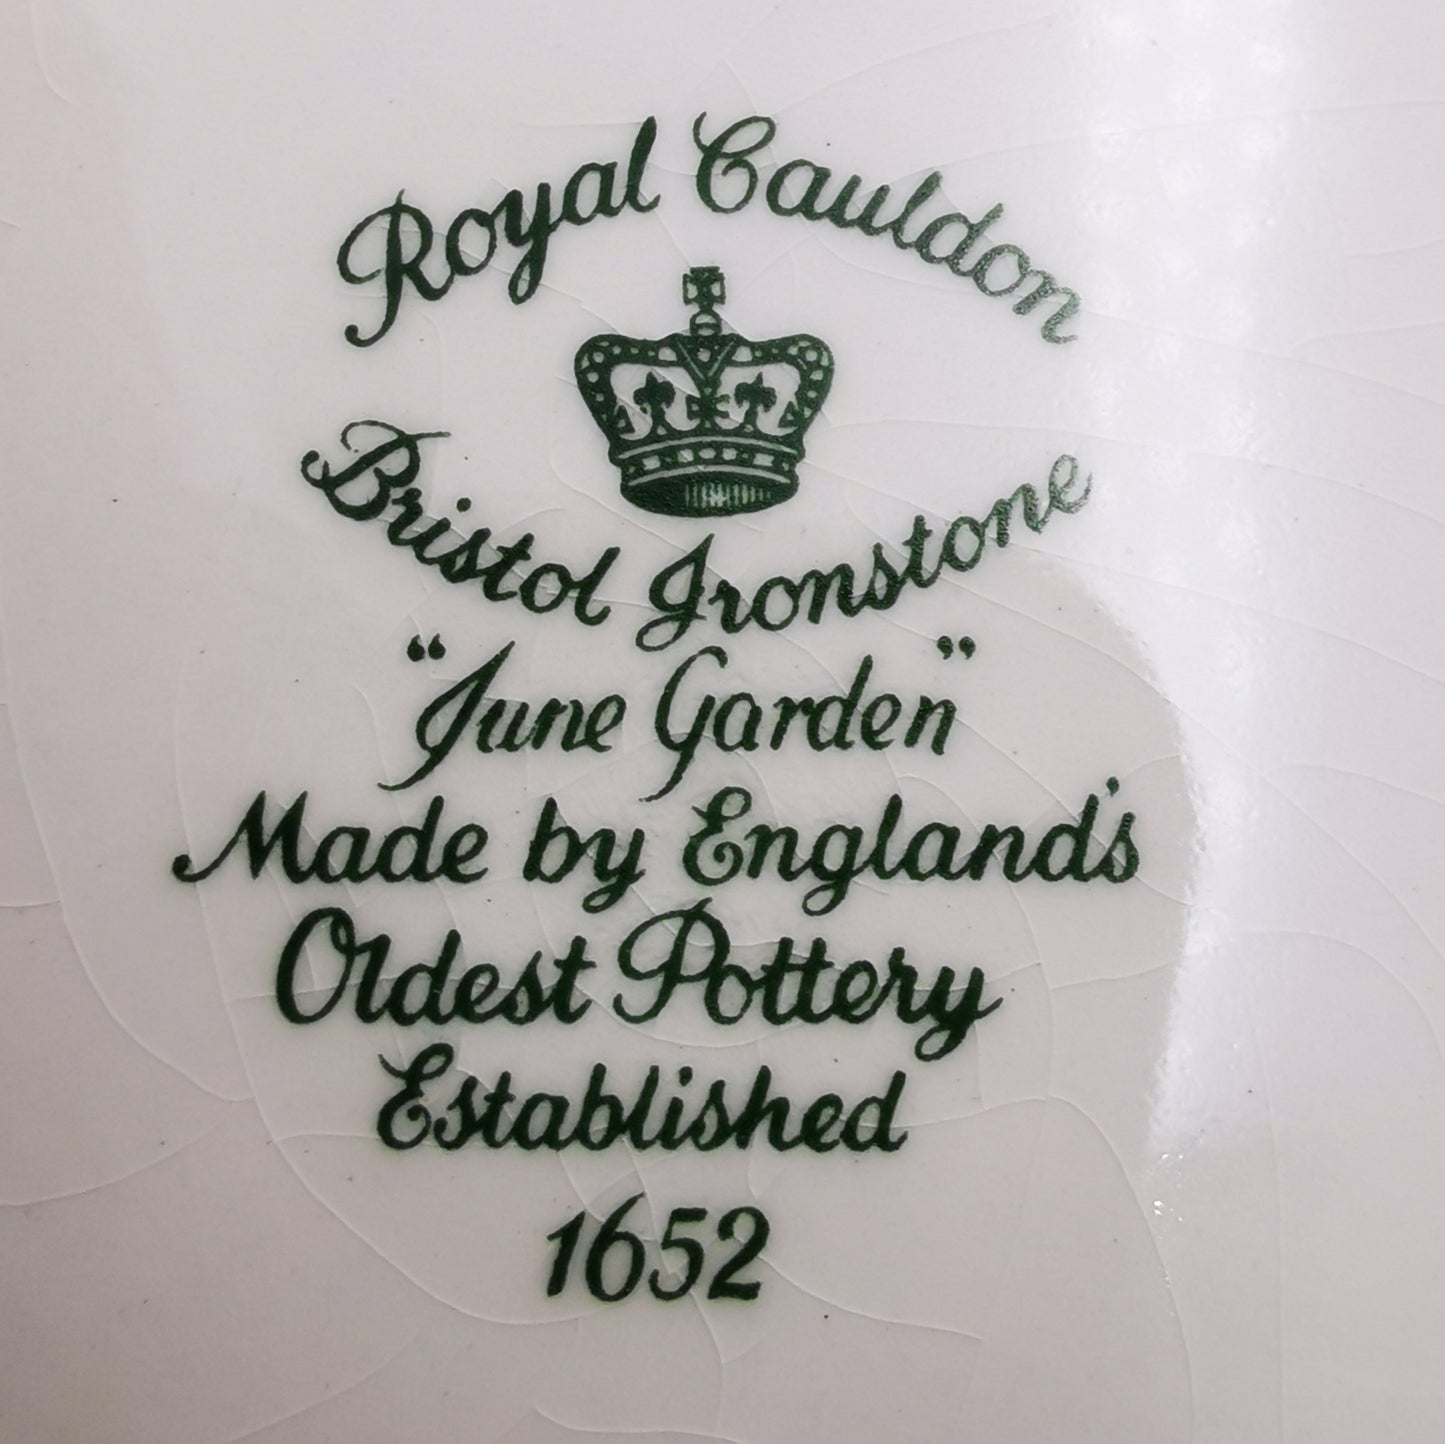 Royal Cauldon
Bristol Ironstone
“June Garden”
Made by England's
Oldest Pottery
Established
1652